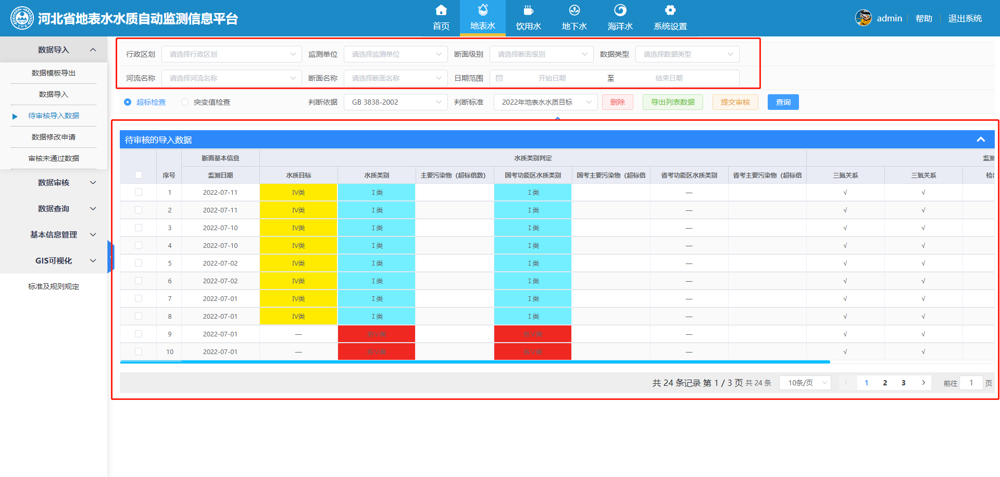 河北省地表水水质自动监测信息平台
首页 地表水 饮用水 地下水 海洋水 系统设置
admin 帮助 退出系统
数据导入
数据模板导出
数据导入
待审核导入数据
数据修改申请
审核未通过数据
数据审核
数据查询
基本信息管理
GIS可视化
标准及规则规定
行政区划 请选择行政区划 监测单位 请选择监测单位 断面级别 请选择断面级别 数据类型 请选择数据类型
河流名称 请选择河流名称 断面名称 请选择断面名称 日期范围 开始日期 至 结束日期
超标检查 突变值检查 判断依据 GB 3838-2002 判断标准 2022年地表水水质目标 删除 导出列表数据 提交审核 查询
待审核的导入数据
断面基本信息 水质类别判定 监测
序号 监测日期 水质目标 水质类别 主要污染物（超标倍数） 国考功能区水质类别 国考主要污染物（超标倍 省考功能区水质类别 省考主要污染物（超标倍 三氮关系 三氧关系 检
1 2022-07-11 IV类 I 类 I 类 — √ √
2 2022-07-11 IV类 I 类 I 类 — √ √
3 2022-07-10 IV类 I 类 I 类 — √ √
4 2022-07-10 IV类 I 类 I 类 — √ √
5 2022-07-02 IV类 I 类 I 类 — √ √
6 2022-07-02 IV类 I 类 I 类 — √ √
7 2022-07-01 IV类 I 类 I 类 — √ √
8 2022-07-01 IV类 I 类 I 类 — √ √
9 2022-07-01 — 劣V类 劣V类 — √ √
10 2022-07-01 — 劣V类 劣V类 — √ √
共 24 条记录 第 1 / 3 页 共 24 条 10条/页 1 2 3 前往 1 页